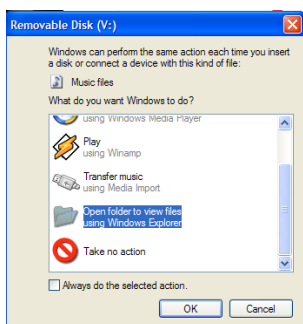 Removable Disk (V:)
Windows can perform the same action each time you insert
a disk or connect a device with this kind of file:
Music files
What do you want Windows to do?
using Windows Media Player
Play
using Winamp
Transfer music
using Media Import
Open folder to view files
using Windows Explorer
Take no action
Always do the selected action.
OK
Cancel